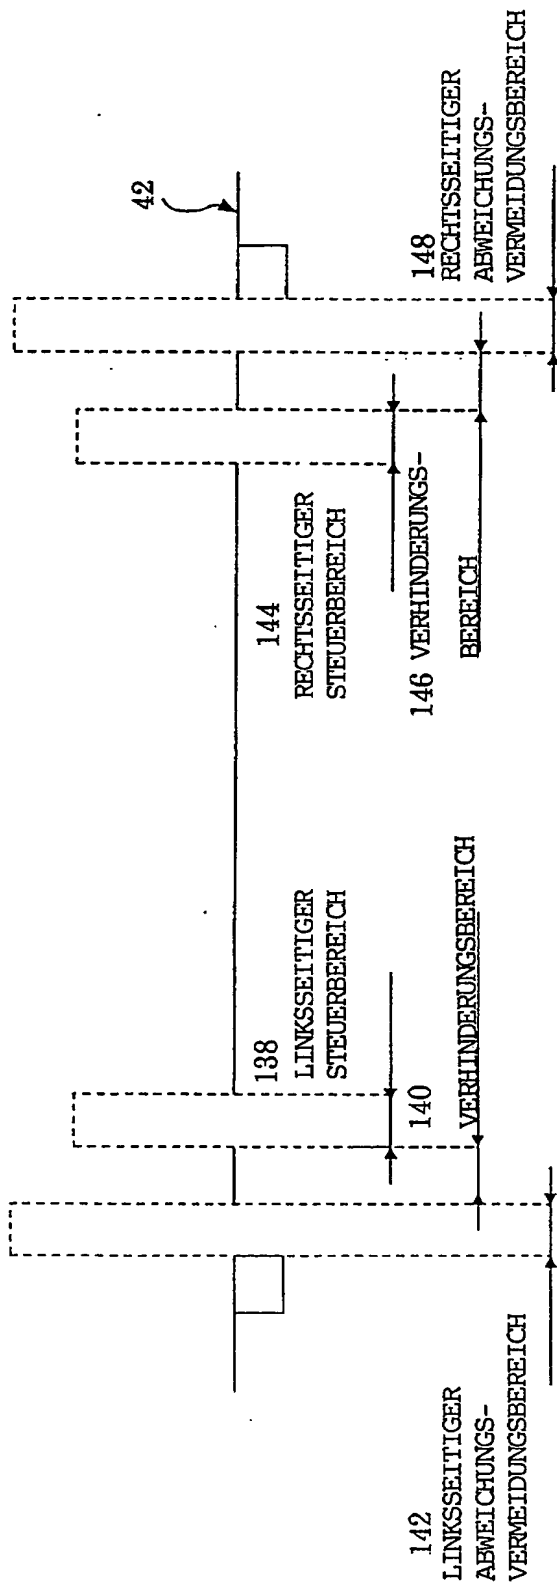 42
142
LINKSSEITIGER
ABWEICHUNGS-
VERMEIDUNGSBEREICH
138
LINKSSEITIGER
STEUERBEREICH
140
VERHINDERUNGSBEREICH
144
RECHTSSEITIGER
STEUERBEREICH
146 VERHINDERUNGS-
BEREICH
148
RECHTSSEITIGER
ABWEICHUNGS-
VERMEIDUNGSBEREICH